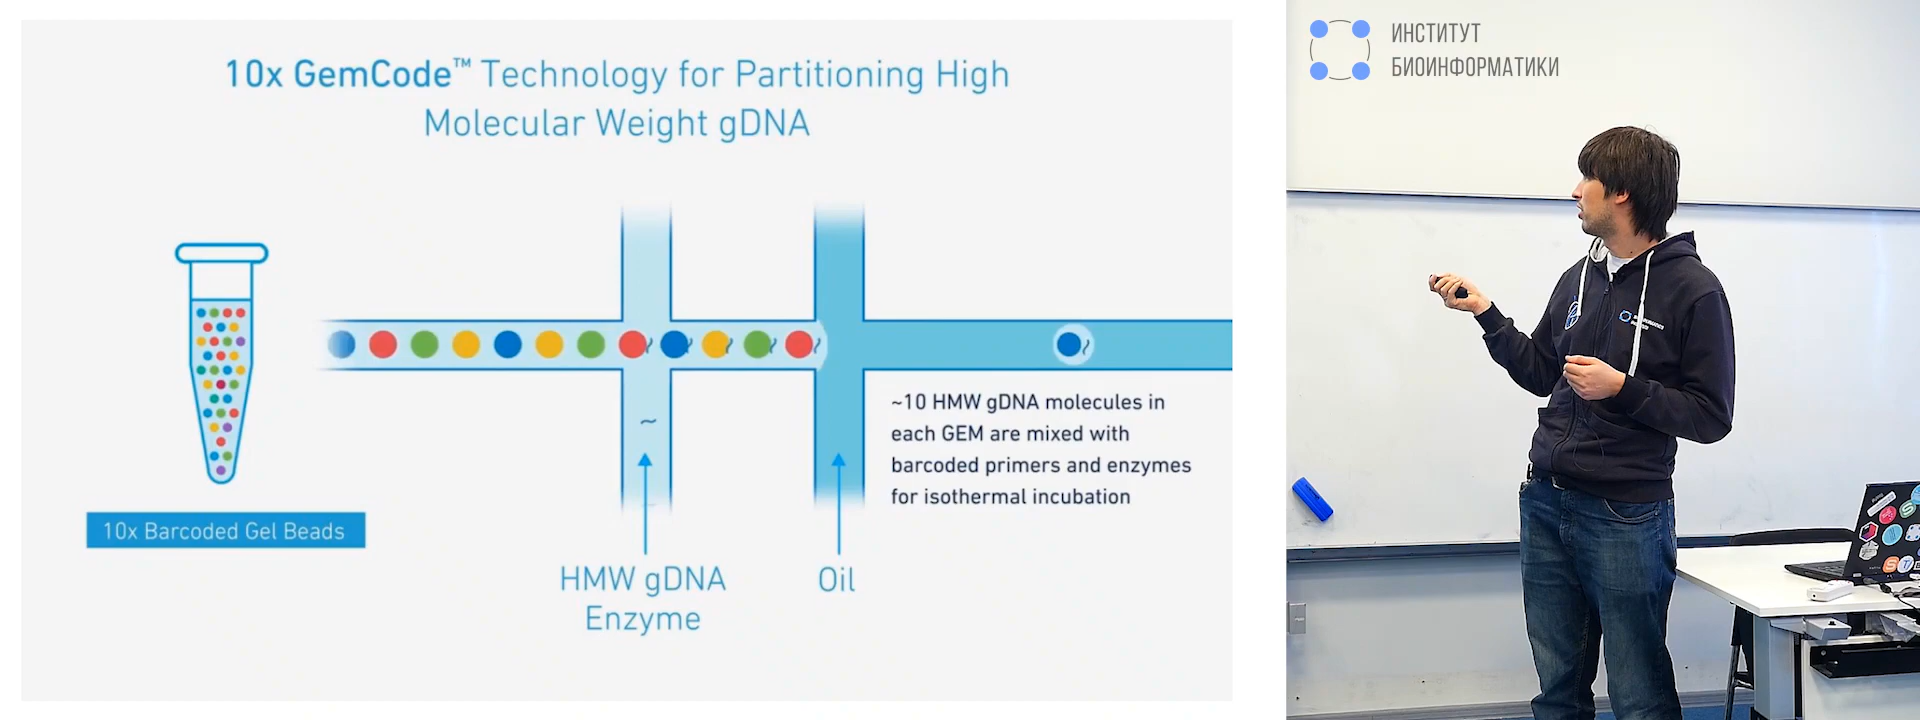 10x GemCode™ Technology for Partitioning High
Molecular Weight gDNA
10x Barcoded Gel Beads
HMW gDNA
Enzyme
Oil
~10 HMW gDNA molecules in
each GEM are mixed with
barcoded primers and enzymes
for isothermal incubation
ИНСТИТУТ
БИОИНФОРМАТИКИ